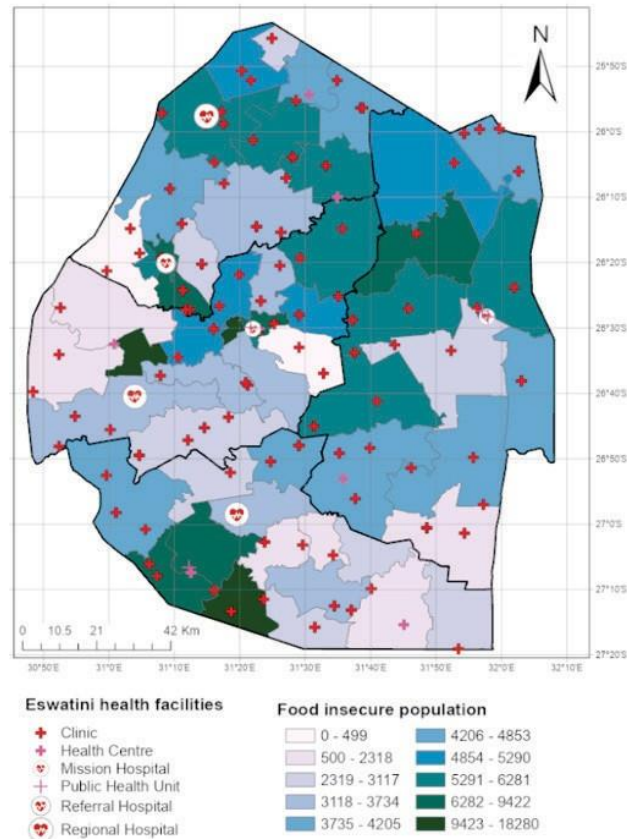 N
25°50'S
26°0'S
26°10'S
26°20'S
26°30'S
26°40'S
26°50'S
27°0'S
27°10'S
27°20'S
0 10.5 21 42 Km
30°50'E 31°0'E 31°10'E 31°20'E 31°30'E 31°40'E 31°50'E 32°0'E 32°10'E
Eswatini health facilities
Clinic
Health Centre
Mission Hospital
Public Health Unit
Referral Hospital
Regional Hospital
Food insecure population
0 - 499
500 - 2318
2319 - 3117
3118 - 3734
3735 - 4205
4206 - 4853
4854 - 5290
5291 - 6281
6282 - 9422
9423 - 18280